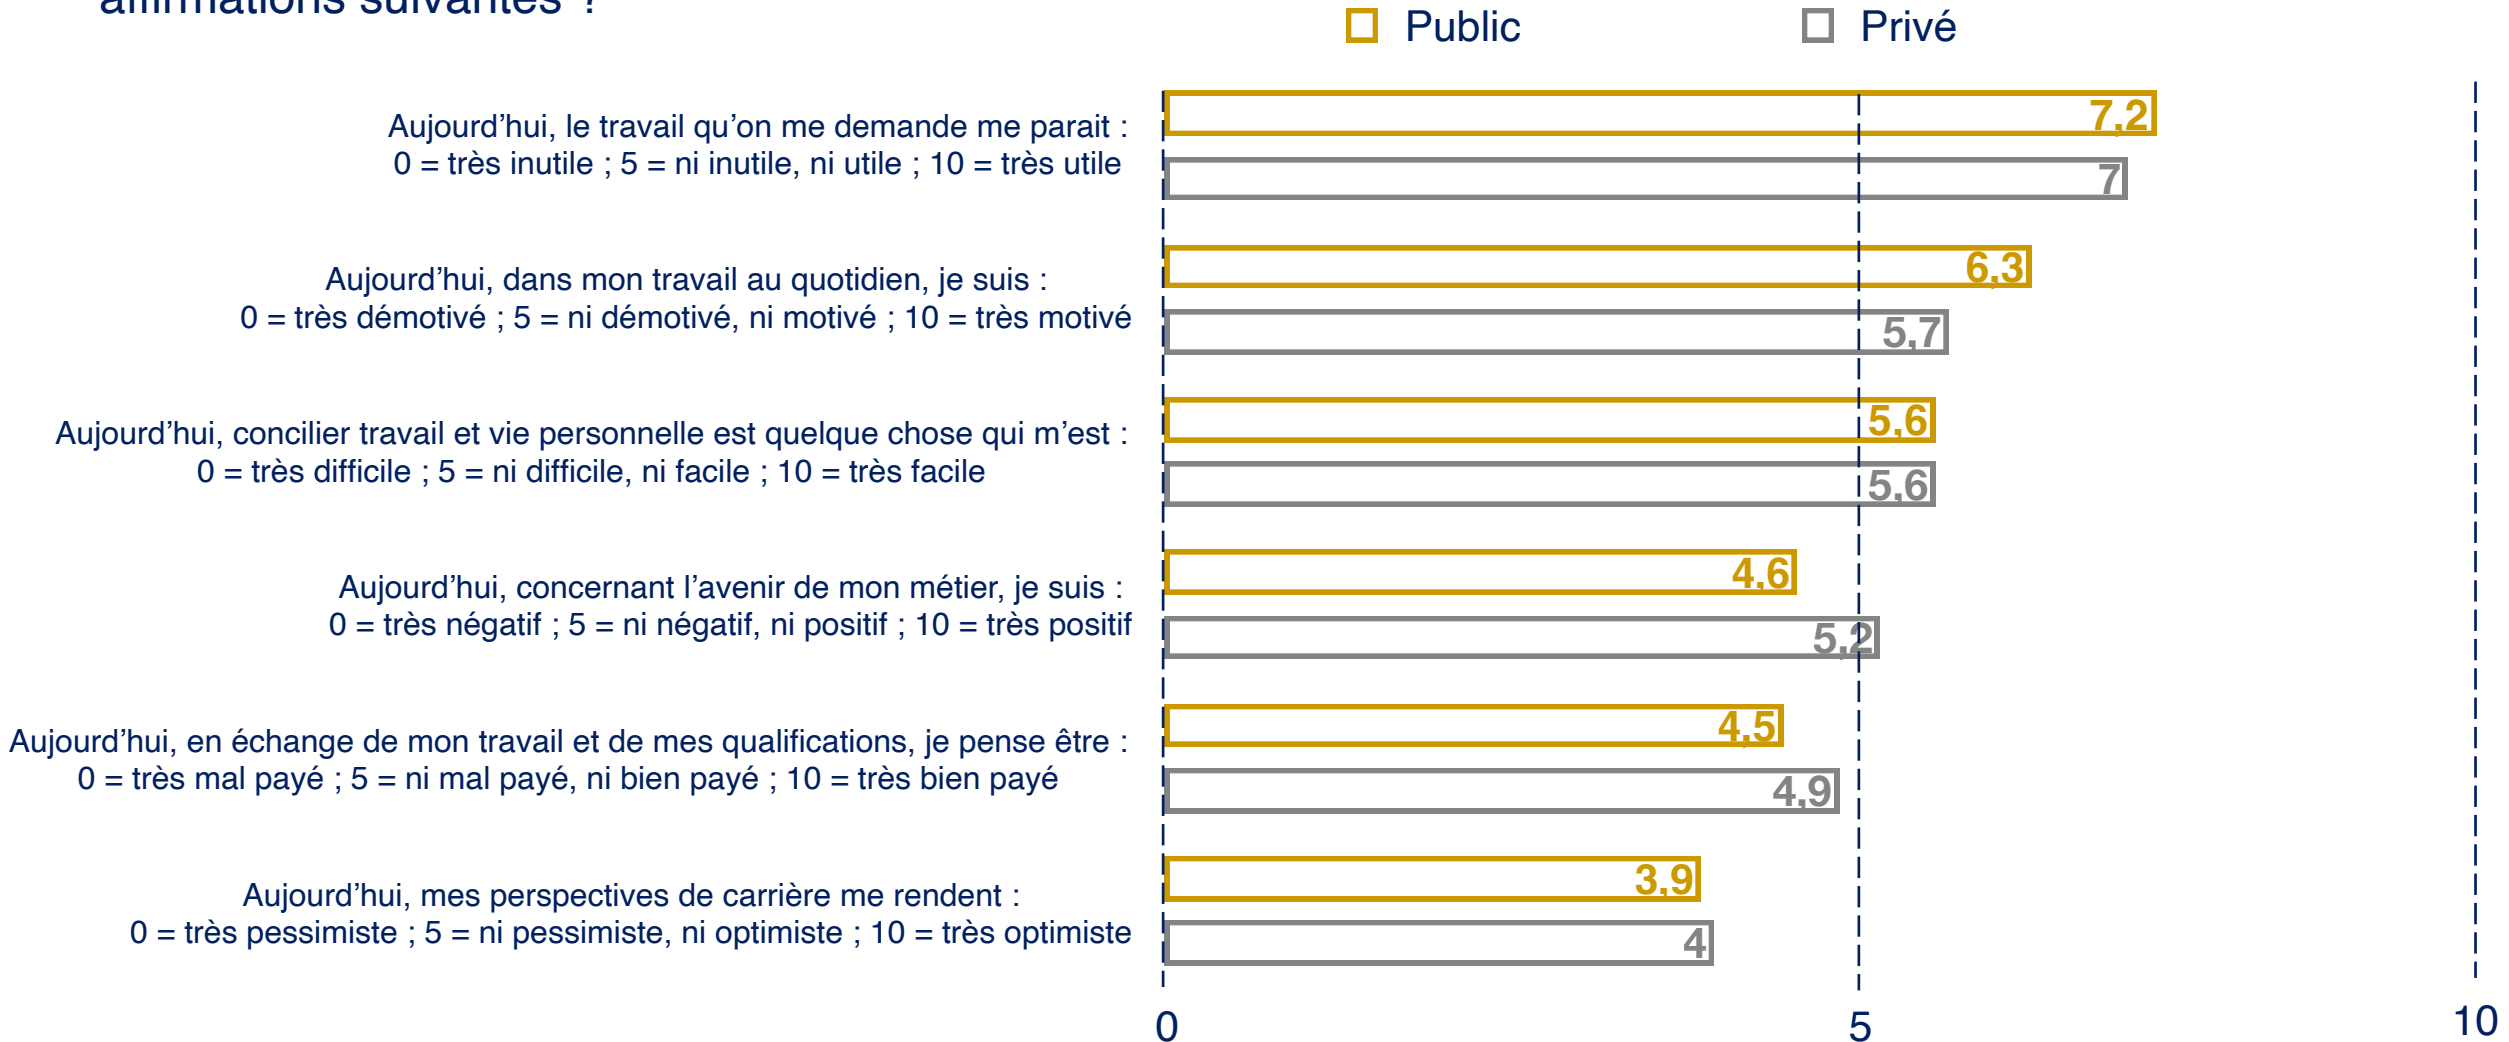 affirmations suivantes ?
Public
Privé
Aujourd’hui, le travail qu’on me demande me parait :
0 = très inutile ; 5 = ni inutile, ni utile ; 10 = très utile
7,2
7
Aujourd’hui, dans mon travail au quotidien, je suis :
0 = très démotivé ; 5 = ni démotivé, ni motivé ; 10 = très motivé
6,3
5,7
Aujourd’hui, concilier travail et vie personnelle est quelque chose qui m’est :
0 = très difficile ; 5 = ni difficile, ni facile ; 10 = très facile
5,6
5,6
Aujourd’hui, concernant l’avenir de mon métier, je suis :
0 = très négatif ; 5 = ni négatif, ni positif ; 10 = très positif
4,6
5,2
Aujourd’hui, en échange de mon travail et de mes qualifications, je pense être :
0 = très mal payé ; 5 = ni mal payé, ni bien payé ; 10 = très bien payé
4,5
4,9
Aujourd’hui, mes perspectives de carrière me rendent :
0 = très pessimiste ; 5 = ni pessimiste, ni optimiste ; 10 = très optimiste
3,9
4
0
5
10